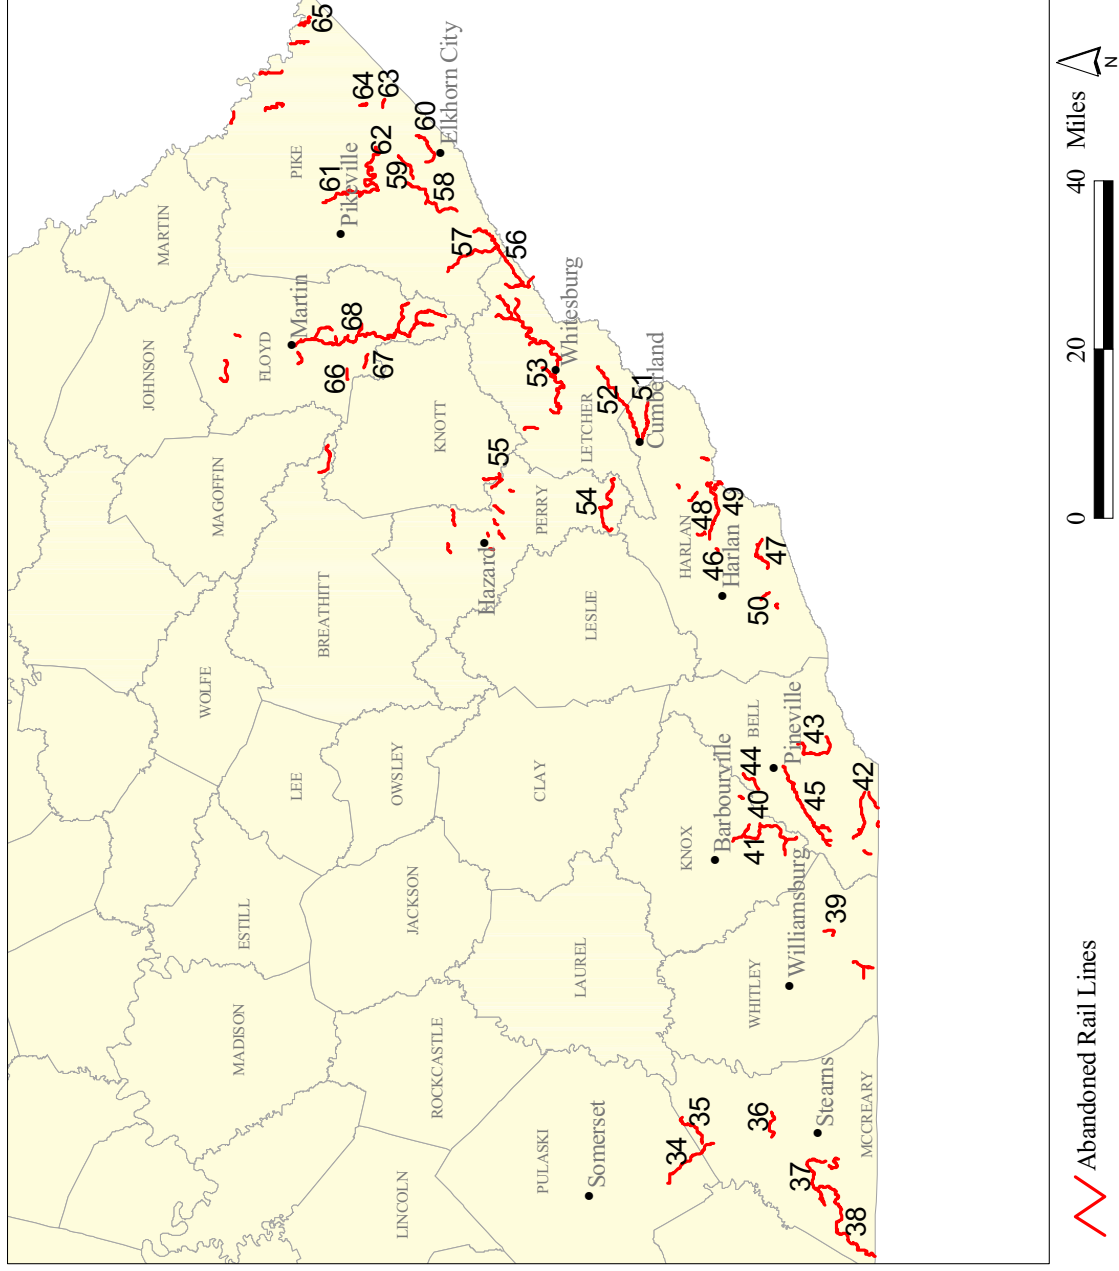 MARTIN
JOHNSON
MAGOFFIN
FLOYD
PIKE
WOLFE
BREATHITT
KNOTT
LEE
OWSLEY
ESTILL
JACKSON
MADISON
ROCKCASTLE
LINCOLN
PULASKI
LAUREL
CLAY
LESLIE
PERRY
LETCHER
HARLAN
BELL
KNOX
WHITLEY
MCCREARY
Martin
Pikeville
Elkhorn City
Whitesburg
Cumberland
Hazard
Harlan
Pineville
Barbourville
Williamsburg
Stearns
Somerset
34
35
36
37
38
39
40
41
42
43
44
45
46
47
48
49
50
51
52
53
54
55
56
57
58
59
60
61
62
63
64
65
66
67
68
Abandoned Rail Lines
0
20
40
Miles
N